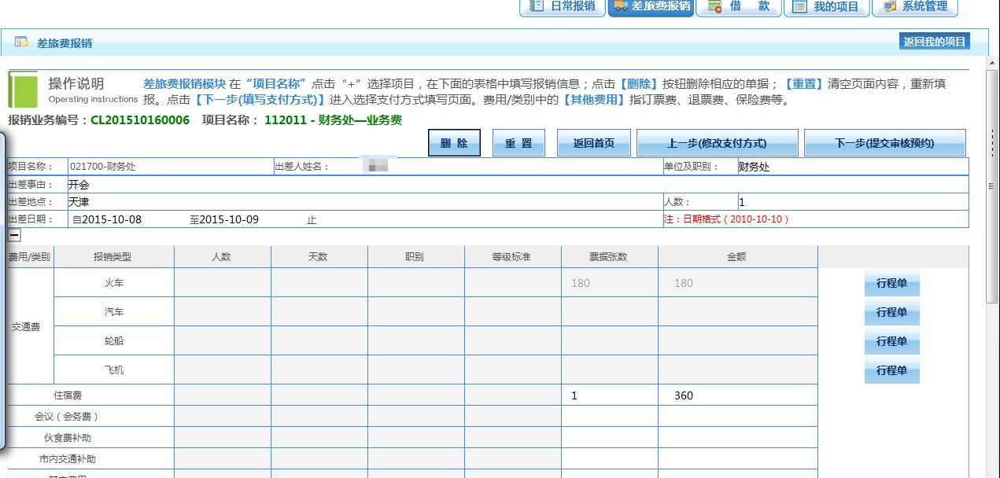 日常报销 差旅费报销 借 款 我的项目 系统管理
差旅费报销 返回我的项目
操作说明
Operating instructions
差旅费报销模块 在“项目名称”点击“+”选择项目，在下面的表格中填写报销信息；点击【删除】按钮删除相应的单据；【重置】清空页面内容，重新填
报。点击【下一步(填写支付方式)】进入选择支付方式填写页面。费用/类别中的【其他费用】指订票费、退票费、保险费等。
报销业务编号：CL201510160006 项目名称： 112011 - 财务处—业务费
删 除 重 置 返回首页 上一步(修改支付方式) 下一步(提交审核预约)
项目名称： 021700-财务处 出差人姓名： 单位及职别： 财务处
出差事由： 开会
出差地点： 天津 人数： 1
出差日期： 自2015-10-08 至2015-10-09 止 注：日期格式（2010-10-10）
费用/类别 报销类型 人数 天数 职别 等级标准 票据张数 金额
火车 180 180 行程单
汽车 行程单
交通费
轮船 行程单
飞机 行程单
住宿费 1 360
会议（会务费）
伙食费补助
市内交通补助